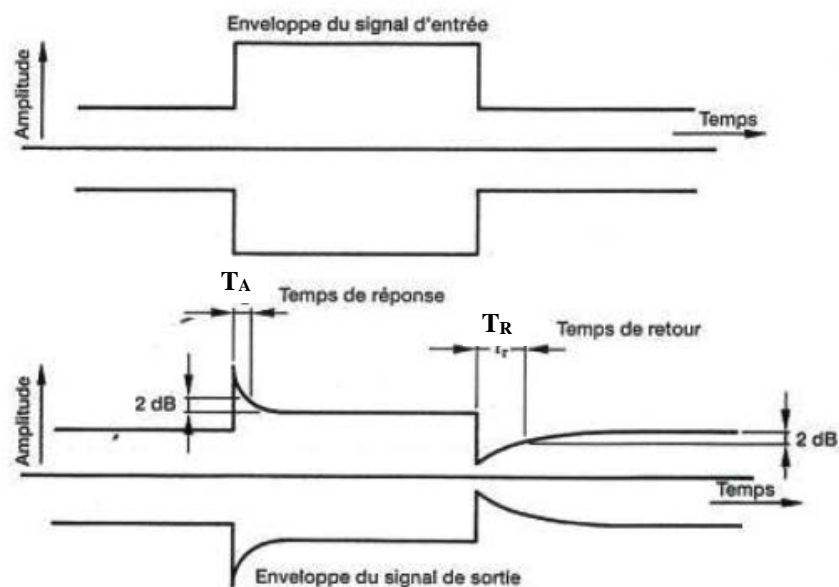 Enveloppe du signal d'entrée
Amplitude
Temps
TA
Temps de réponse
TR
Temps de retour
2 dB
2 dB
Amplitude
Temps
Enveloppe du signal de sortie